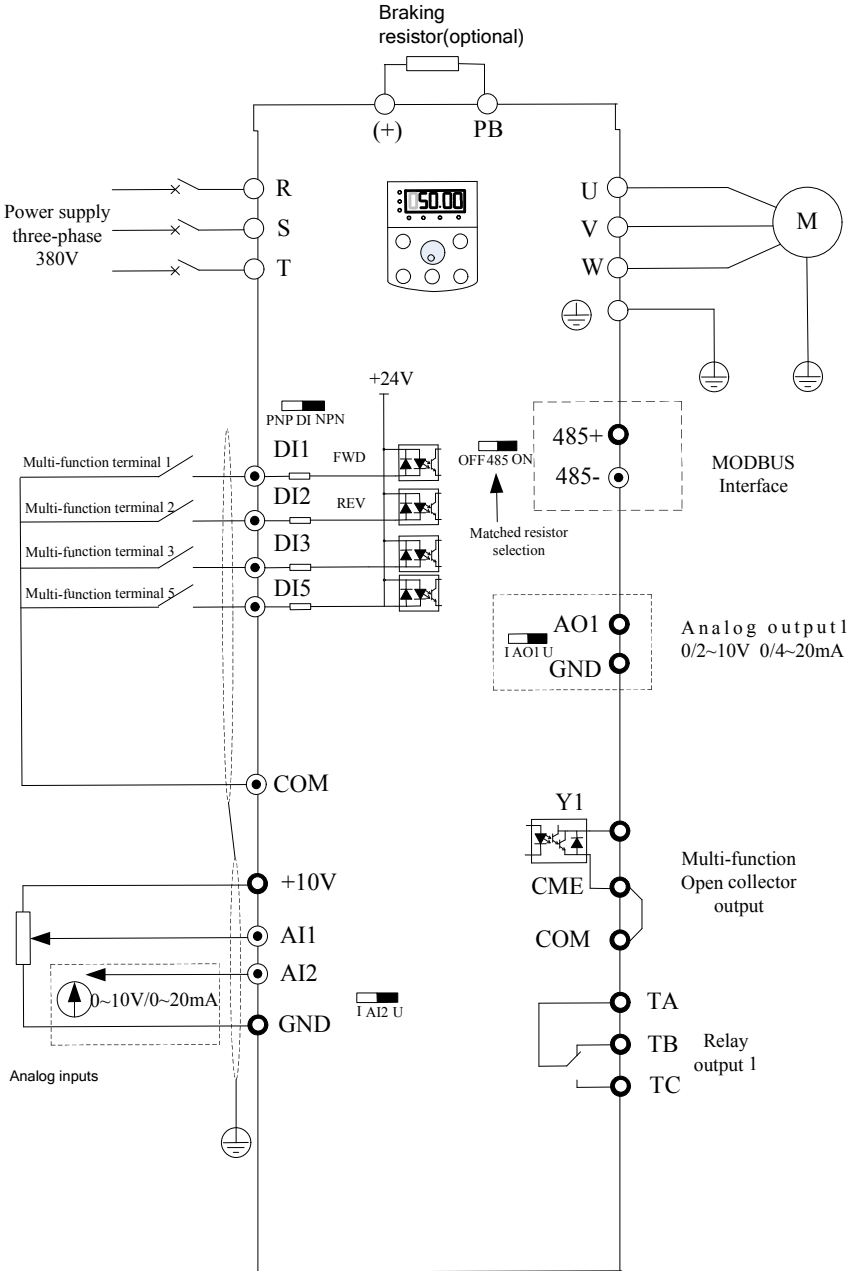 Braking
resistor(optional)
(+)
PB
R
S
T
Power supply
three-phase
380V
50.00
U
V
W
M
+24V
PNP DI NPN
DI1
FWD
Multi-function terminal 1
DI2
REV
Multi-function terminal 2
DI3
Multi-function terminal 3
DI5
Multi-function terminal 5
OFF 485 ON
Matched resistor
selection
485+
485-
MODBUS
Interface
AO1
I AO1 U
GND
Analog output1
0/2~10V 0/4~20mA
COM
Y1
CME
COM
Multi-function
Open collector
output
+10V
AI1
AI2
0~10V/0~20mA
GND
I AI2 U
Analog inputs
TA
TB
TC
Relay
output 1